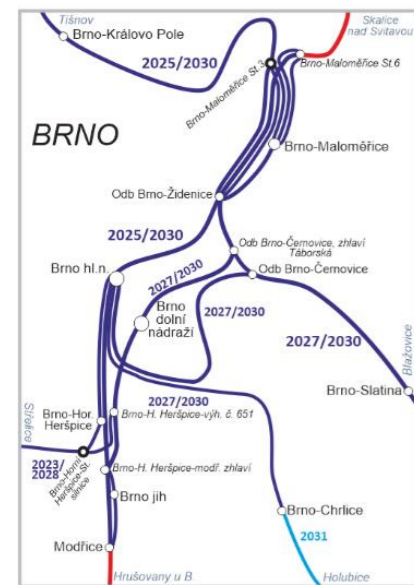 Tišnov
Skalice
nad Svitavou
Brno-Královo Pole
2025/2030
Brno-Maloměřice St.3
Brno-Maloměřice St.6
BRNO
Brno-Maloměřice
Odb Brno-Židenice
2025/2030
Odb Brno-Černovice, zhlaví
Táborská
Brno hl.n.
2027/2030
Odb Brno-Černovice
Brno
dolní
nádraží
2027/2030
2027/2030
Blažovice
Brno-Slatina
2027/2030
Střelice
Brno-Hor.
Heršpice
Brno-H. Heršpice-výh. č. 651
2023/
2028
Brno-Horní
Heršpice-St.
silnice
Brno-H. Heršpice-modř. zhlaví
Brno jih
Brno-Chrlice
2031
Modřice
Hrušovany u B.
Holubice